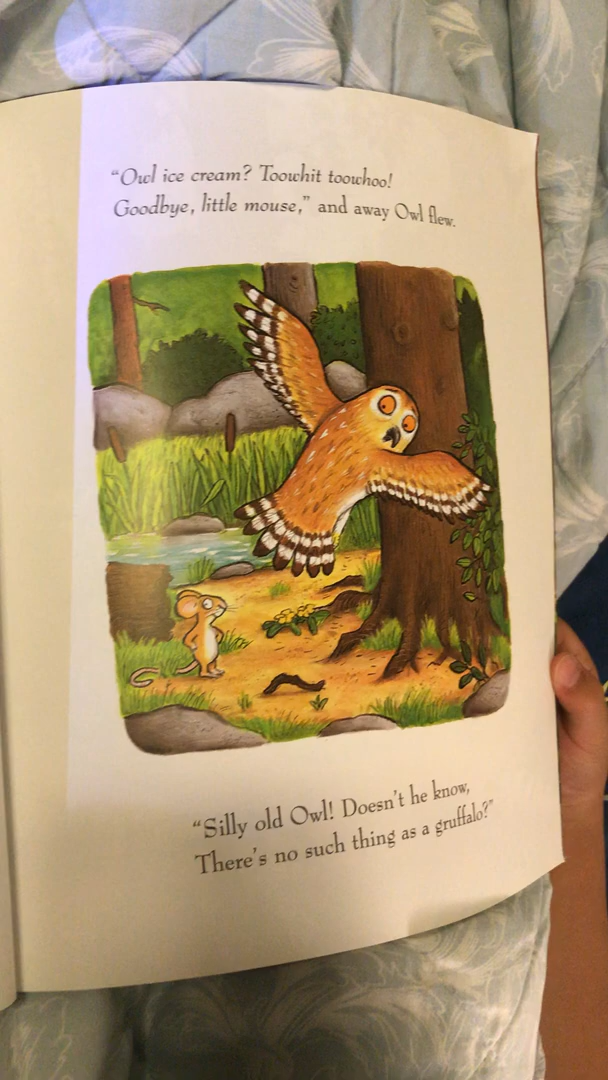 “Owl ice cream? Toowhit toowhoo!
Goodbye, little mouse,” and away Owl flew.
“Silly old Owl! Doesn’t he know,
There’s no such thing as a gruffalo?”